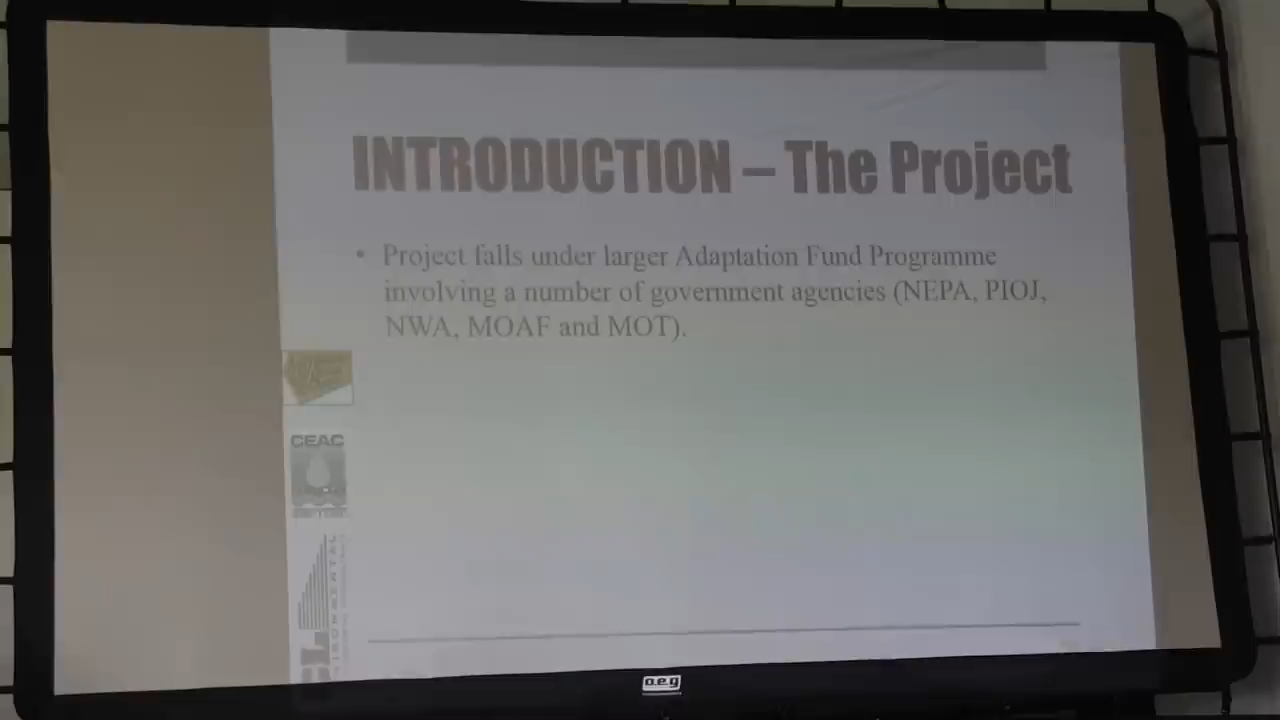 INTRODUCTION – The Project
• Project falls under larger Adaptation Fund Programme
involving a number of government agencies (NEPA, PIOJ,
NWA, MOAF and MOT).
CEAC
CL
o.e.g